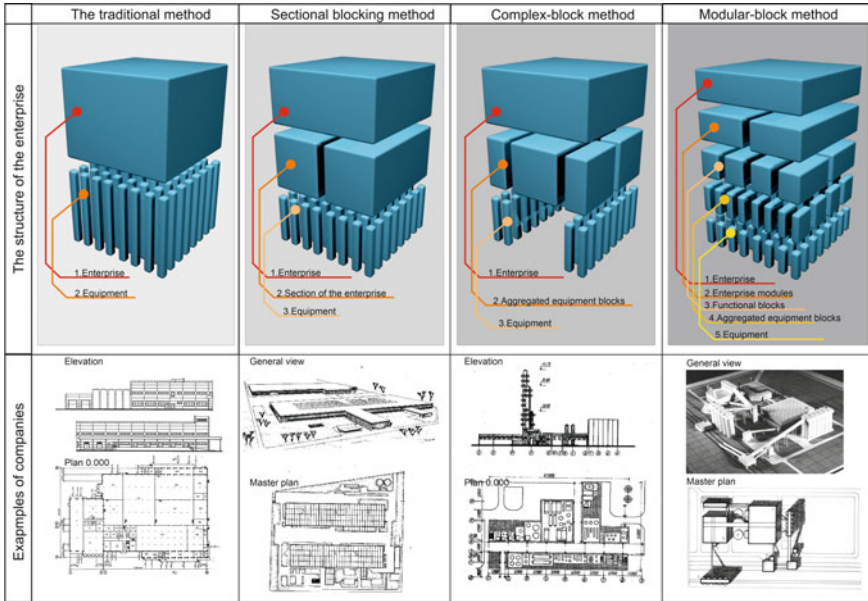 The traditional method
Sectional blocking method
Complex-block method
Modular-block method
The structure of the enterprise
1.Enterprise
2.Equipment
1.Enterprise
2.Section of the enterprise
3.Equipment
1.Enterprise
2.Aggregated equipment blocks
3.Equipment
1.Enterprise
2.Enterprise modules
3.Functional blocks
4.Aggregated equipment blocks
5.Equipment
Exapmples of companies
Elevation
Plan 0.000
General view
Master plan
Elevation
Plan 0.000
General view
Master plan